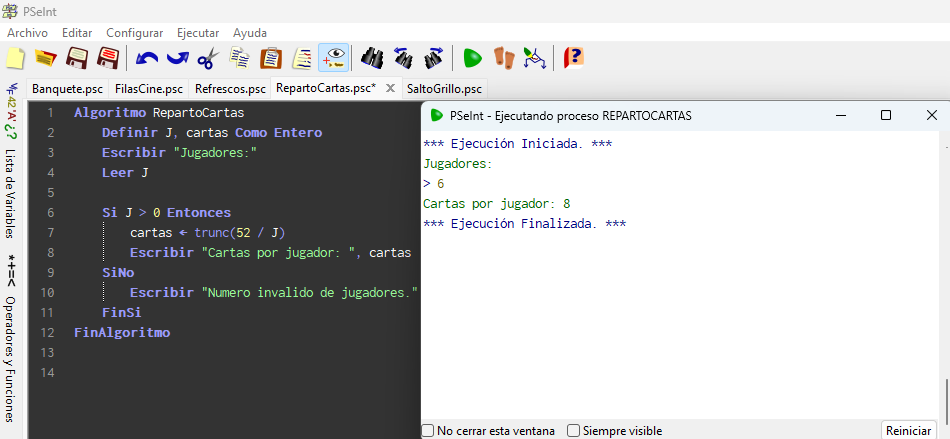 PSeInt
Archivo Editar Configurar Ejecutar Ayuda
Banquete.psc FilasCine.psc Refrescos.psc RepartoCartas.psc* SaltoGrillo.psc
42 'A' ¿?
Lista de Variables
*+=<
Operadores y Funciones
1 Algoritmo RepartoCartas
2 Definir J, cartas Como Entero
3 Escribir "Jugadores:"
4 Leer J
5
6 Si J > 0 Entonces
7 cartas ← trunc(52 / J)
8 Escribir "Cartas por jugador: ", cartas
9 SiNo
10 Escribir "Numero invalido de jugadores."
11 FinSi
12 FinAlgoritmo
13
14
PSeInt - Ejecutando proceso REPARTOCARTAS
*** Ejecución Iniciada. ***
Jugadores:
> 6
Cartas por jugador: 8
*** Ejecución Finalizada. ***
No cerrar esta ventana Siempre visible Reiniciar